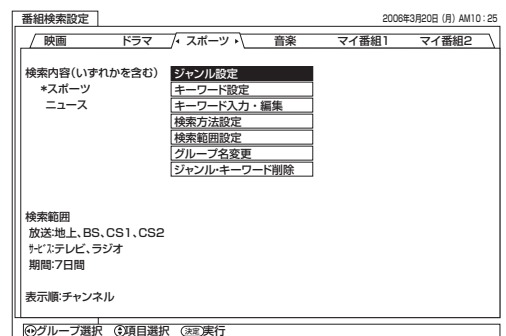 番組検索設定
2006年3月20日 (月) AM10：25
映画 ドラマ スポーツ 音楽 マイ番組1 マイ番組2
検索内容(いずれかを含む)
*スポーツ
ニュース
ジャンル設定
キーワード設定
キーワード入力・編集
検索方法設定
検索範囲設定
グループ名変更
ジャンル・キーワード削除
検索範囲
放送:地上、BS、CS1、CS2
ｻｰﾋﾞｽ:テレビ、ラジオ
期間:7日間
表示順:チャンネル
グループ選択 項目選択 決定実行